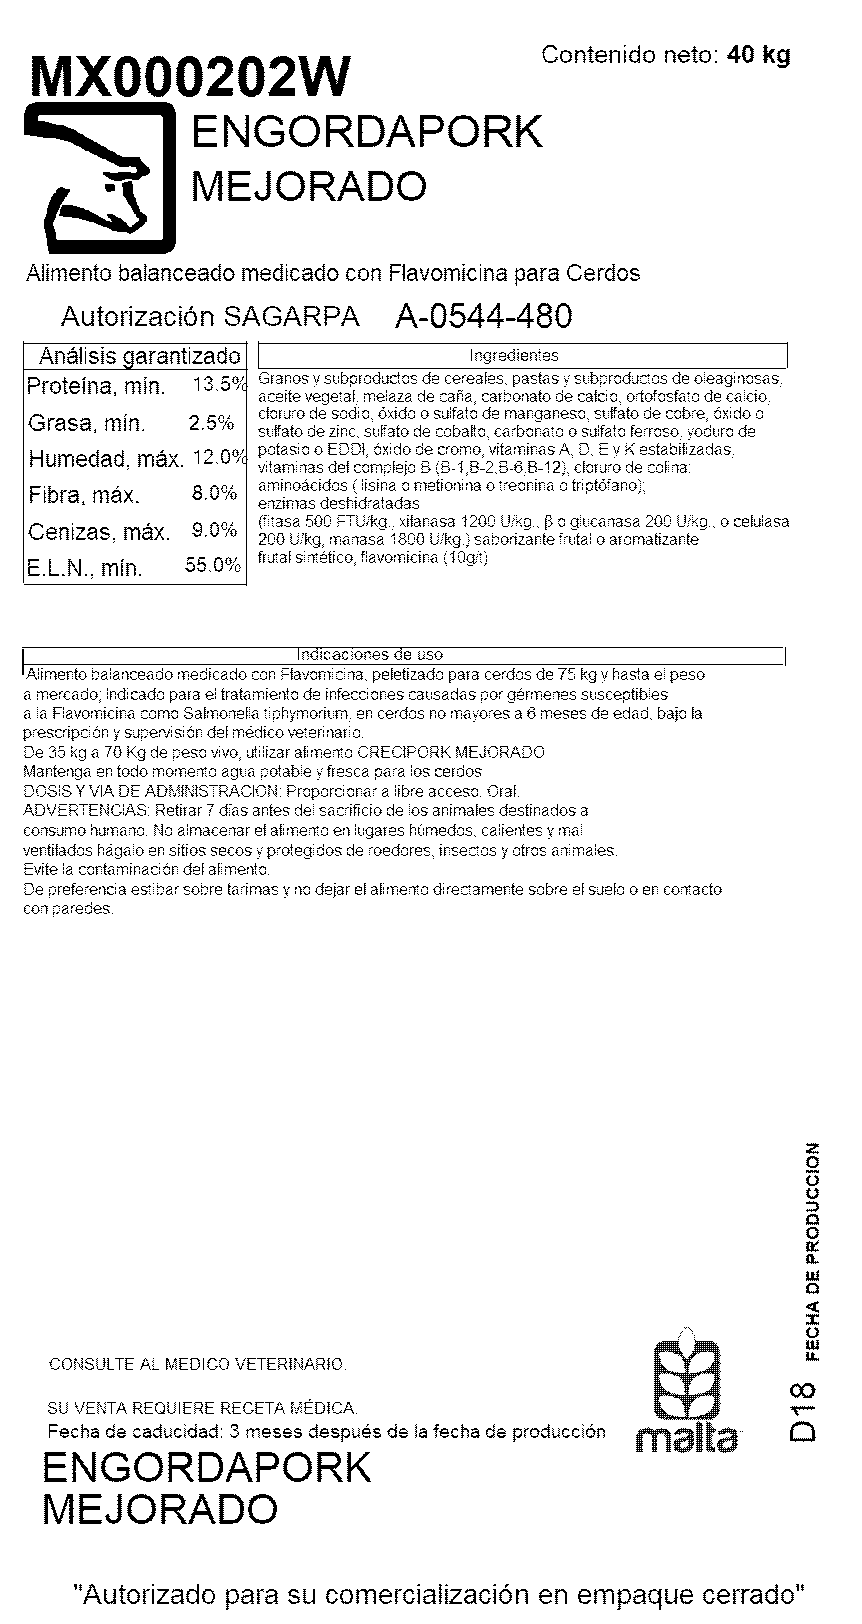 Contenido neto: 40 kg
MX000202W
ENGORDAPORK
MEJORADO
Alimento balanceado medicado con Flavomicina para Cerdos
Autorización SAGARPA A-0544-480
Análisis garantizado
Proteína, mín. 13.5%
Grasa, mín. 2.5%
Humedad, máx. 12.0%
Fibra, máx. 8.0%
Cenizas, máx. 9.0%
E.L.N., mín. 55.0%
Ingredientes
Granos y subproductos de cereales, pastas y subproductos de oleaginosas,
aceite vegetal, melaza de caña, carbonato de calcio, ortofosfato de calcio,
cloruro de sodio, óxido o sulfato de manganeso, sulfato de cobre, óxido o
sulfato de zinc, sulfato de cobalto, carbonato o sulfato ferroso, yoduro de
potasio o EDDI, óxido de cromo, vitaminas A, D, E y K estabilizadas,
vitaminas del complejo B (B-1,B-2,B-6,B-12), cloruro de colina;
aminoácidos ( lisina o metionina o treonina o triptófano);
enzimas deshidratadas
(fitasa 500 FTU/kg., xilanasa 1200 U/kg., β o glucanasa 200 U/kg., o celulasa
200 U/kg, manasa 1800 U/kg.) saborizante frutal o aromatizante
frutal sintético, flavomicina (10g/t)
Indicaciones de uso
Alimento balanceado medicado con Flavomicina, peletizado para cerdos de 75 kg y hasta el peso
a mercado; Indicado para el tratamiento de infecciones causadas por gérmenes susceptibles
a la Flavomicina como Salmonella tiphymorium, en cerdos no mayores a 6 meses de edad, bajo la
prescripción y supervisión del médico veterinario.
De 35 kg a 70 Kg de peso vivo, utilizar alimento CRECIPORK MEJORADO
Mantenga en todo momento agua potable y fresca para los cerdos
DOSIS Y VIA DE ADMINISTRACION: Proporcionar a libre acceso. Oral.
ADVERTENCIAS: Retirar 7 días antes del sacrificio de los animales destinados a
consumo humano. No almacenar el alimento en lugares húmedos, calientes y mal
ventilados hágalo en sitios secos y protegidos de roedores, insectos y otros animales.
Evite la contaminación del alimento.
De preferencia estibar sobre tarimas y no dejar el alimento directamente sobre el suelo o en contacto
con paredes.
D18 FECHA DE PRODUCCION
CONSULTE AL MEDICO VETERINARIO.
SU VENTA REQUIERE RECETA MÉDICA.
Fecha de caducidad: 3 meses después de la fecha de producción
malta
ENGORDAPORK
MEJORADO
"Autorizado para su comercialización en empaque cerrado"